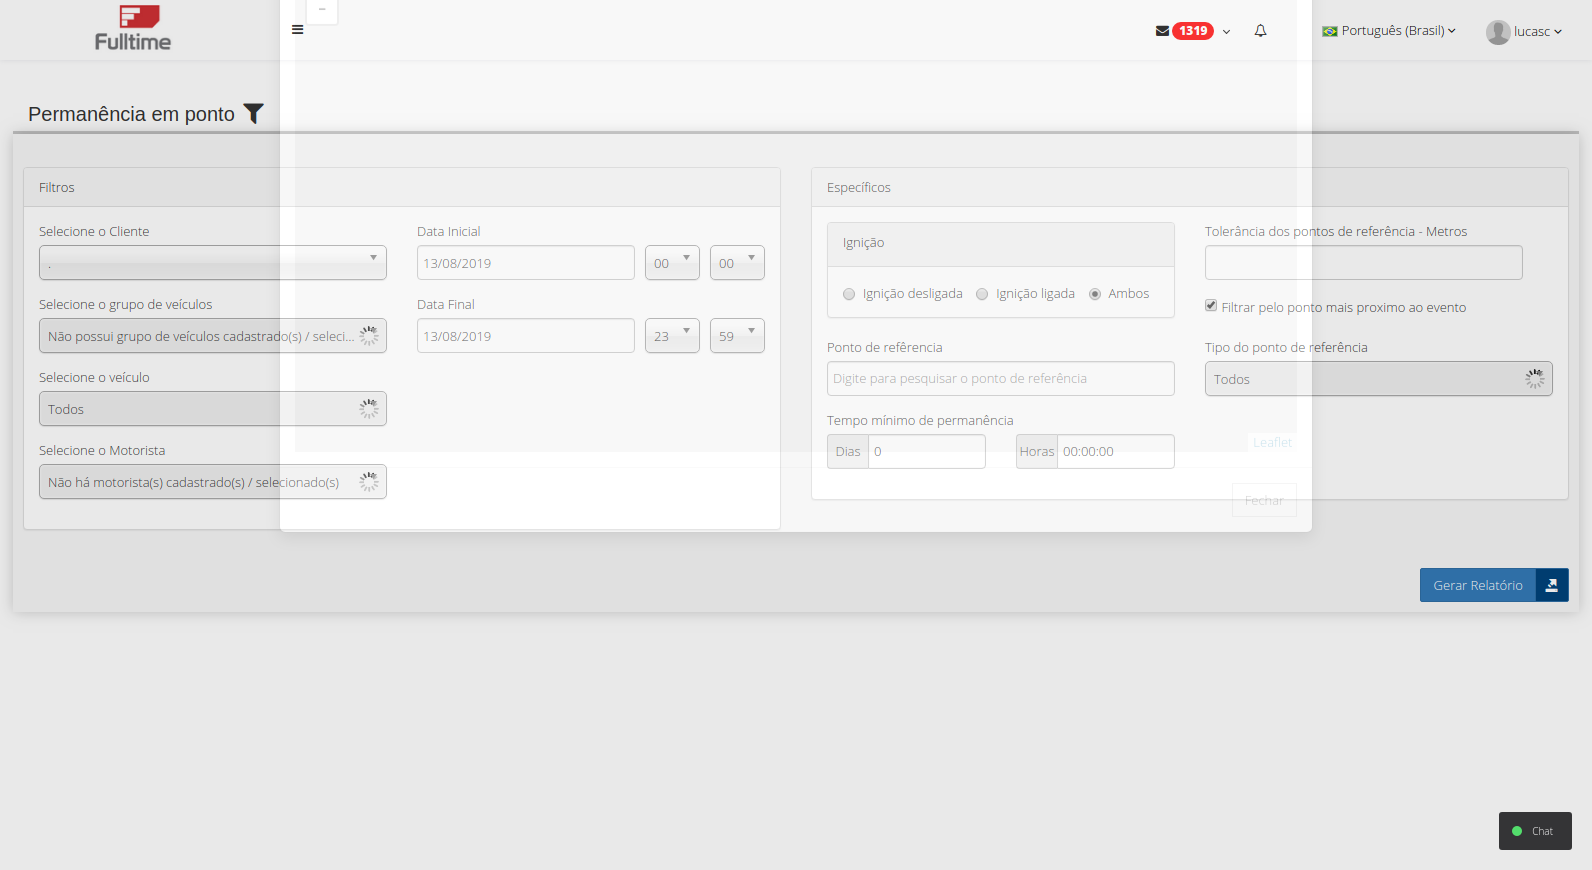 Fulltime
1319
Português (Brasil)
lucasc
Permanência em ponto
Filtros
Selecione o Cliente
.
Selecione o grupo de veículos
Não possui grupo de veículos cadastrado(s) / seleci...
Selecione o veículo
Todos
Selecione o Motorista
Não há motorista(s) cadastrado(s) / selecionado(s)
Data Inicial
13/08/2019 00 00
Data Final
13/08/2019 23 59
Específicos
Ignição
Ignição desligada Ignição ligada Ambos
Ponto de refêrencia
Digite para pesquisar o ponto de referência
Tempo mínimo de permanência
Dias 0 Horas 00:00:00
Tolerância dos pontos de referência - Metros
Filtrar pelo ponto mais proximo ao evento
Tipo do ponto de referência
Todos
Leaflet
Fechar
Gerar Relatório
Chat